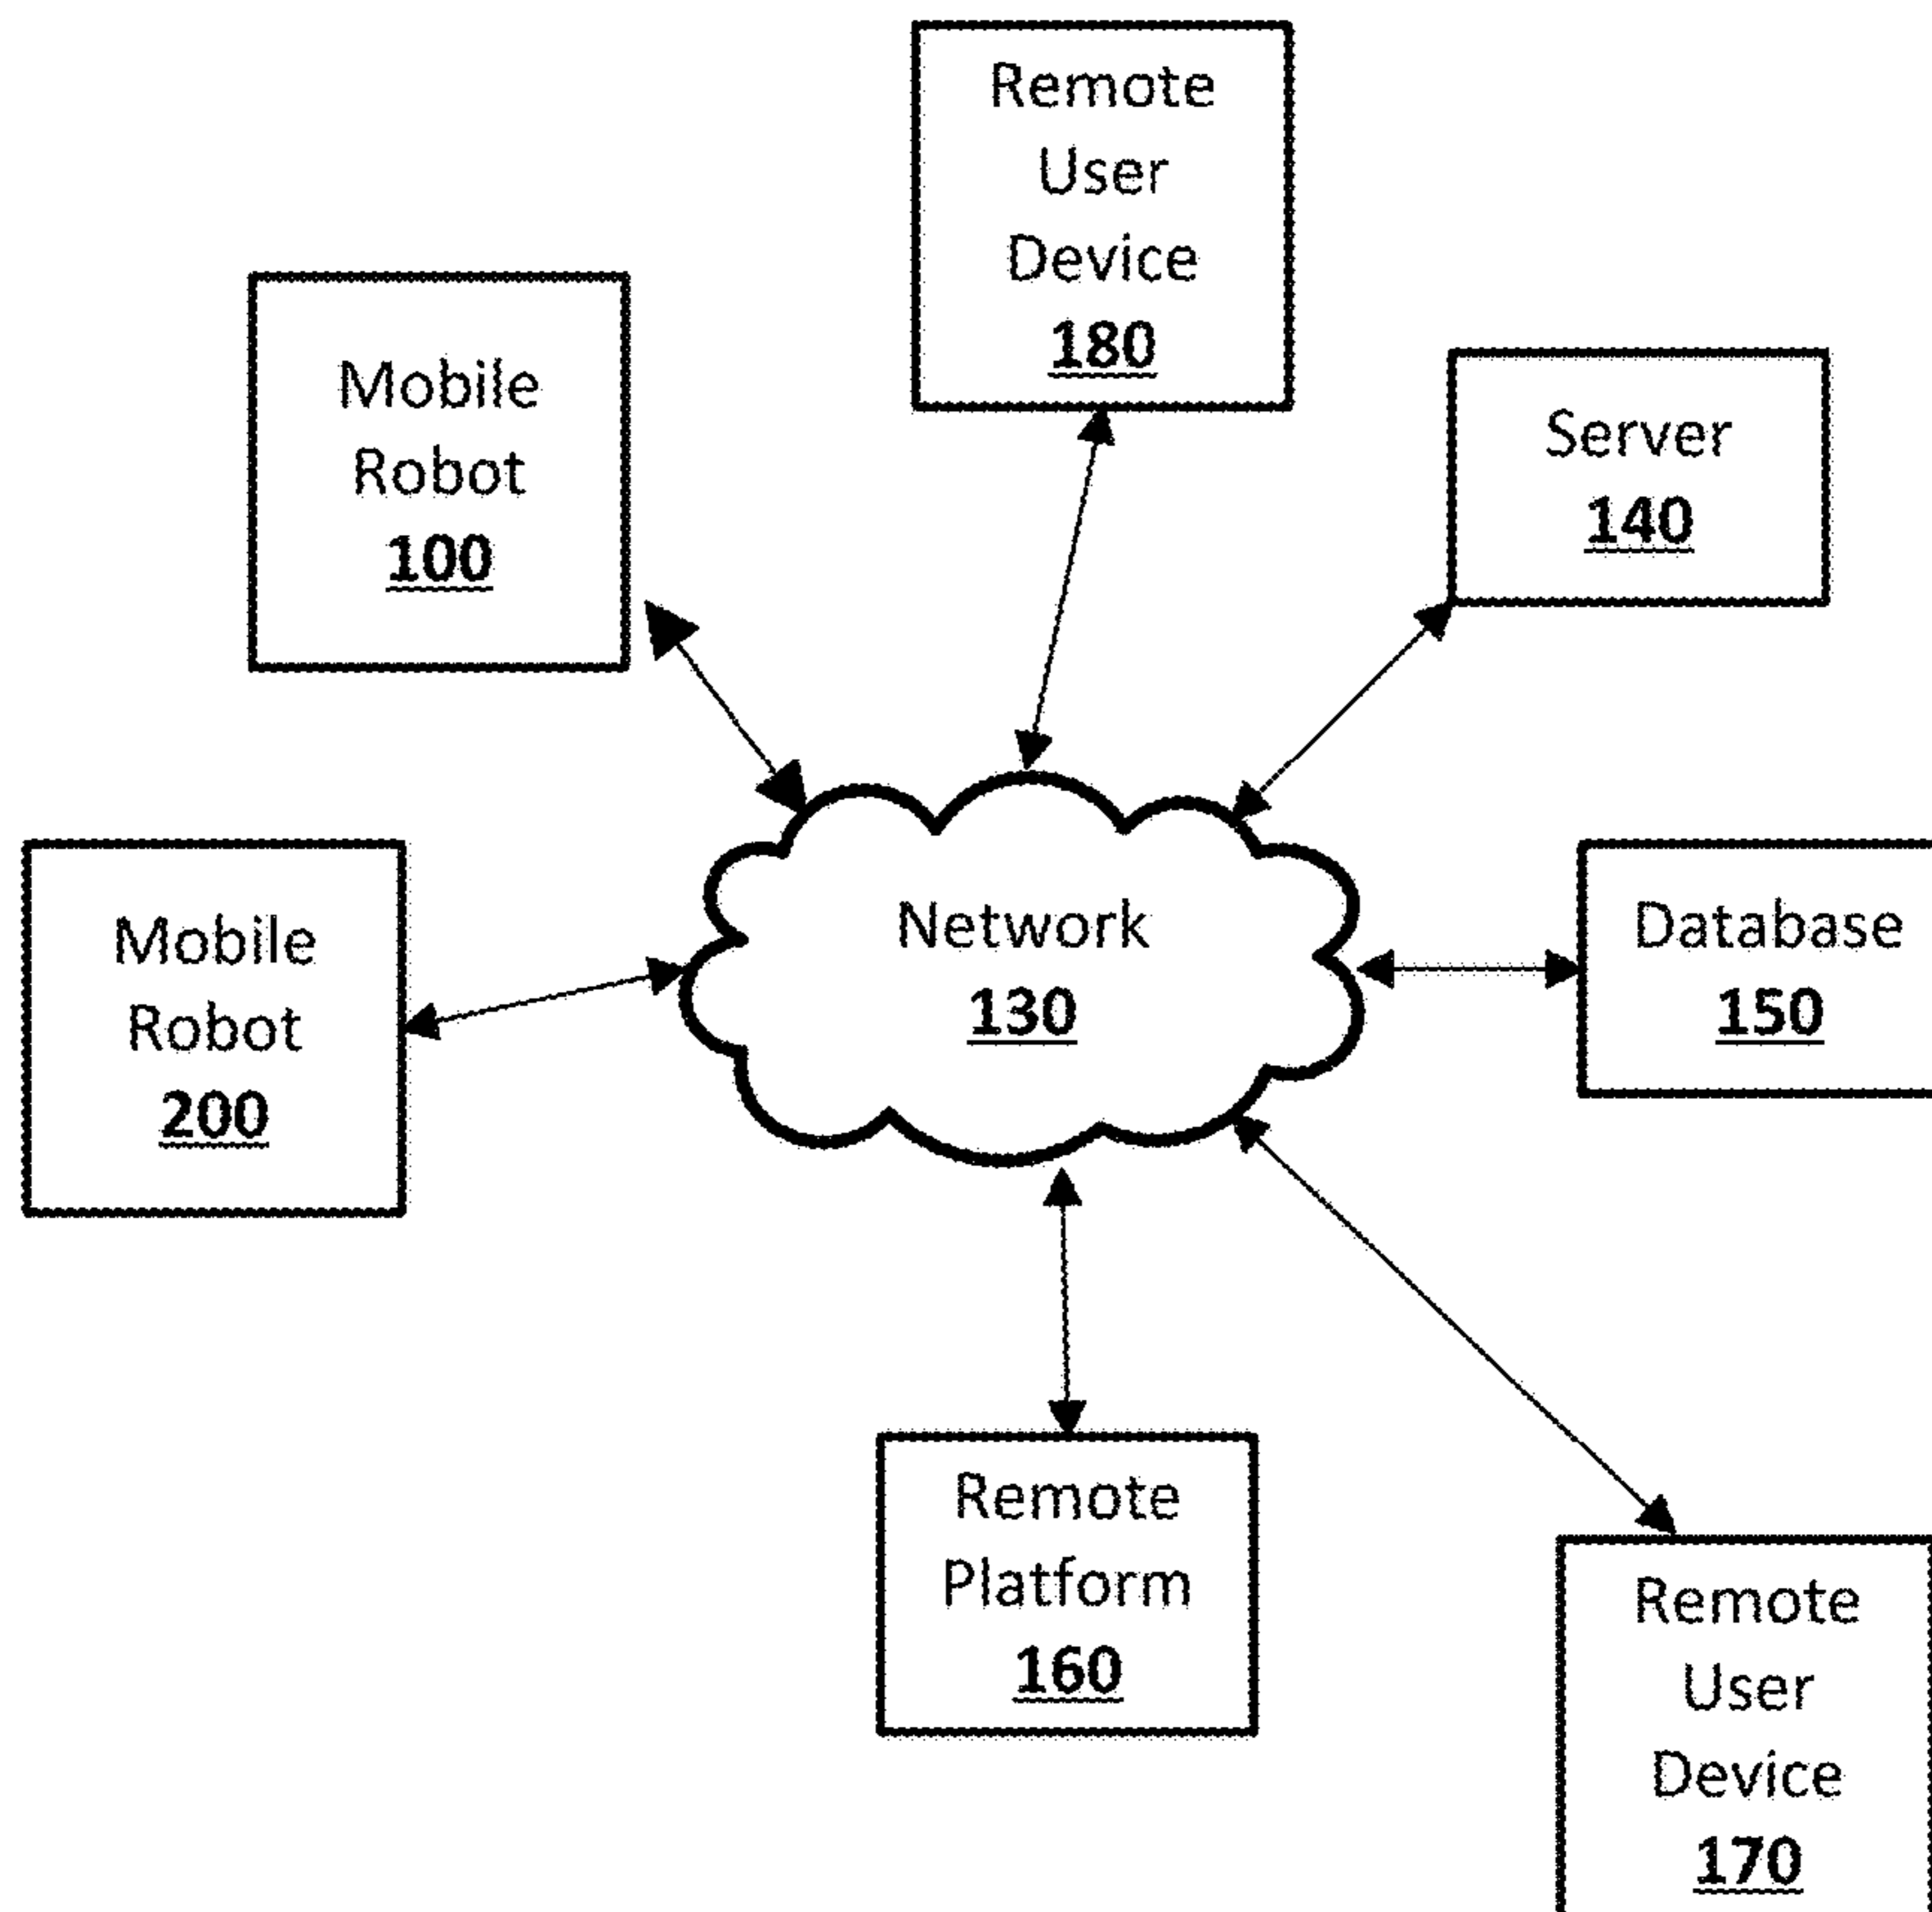 Remote
User
Device
180
Mobile
Robot
100
Server
140
Mobile
Robot
200
Network
130
Database
150
Remote
Platform
160
Remote
User
Device
170